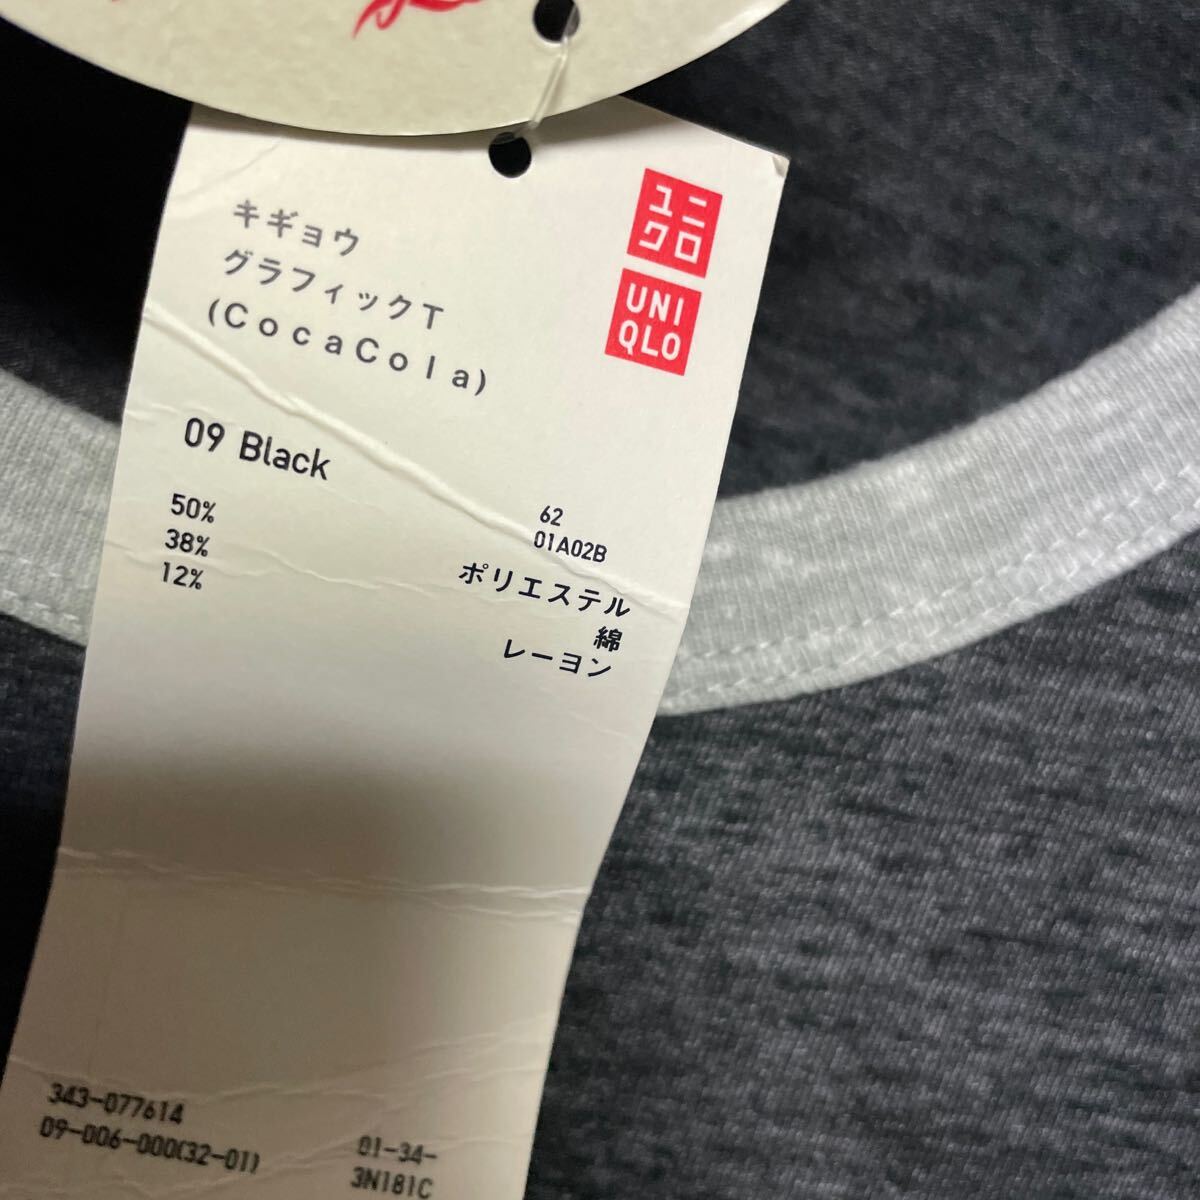 キギョウ
グラフィックT
(CocaCola)
ユニ
クロ
UNI
QLO
09 Black
62
01A02B
50%
ポリエステル
38%
綿
12%
レーヨン
343-077614
09-006-000(32-01)
01-34-
3N181C